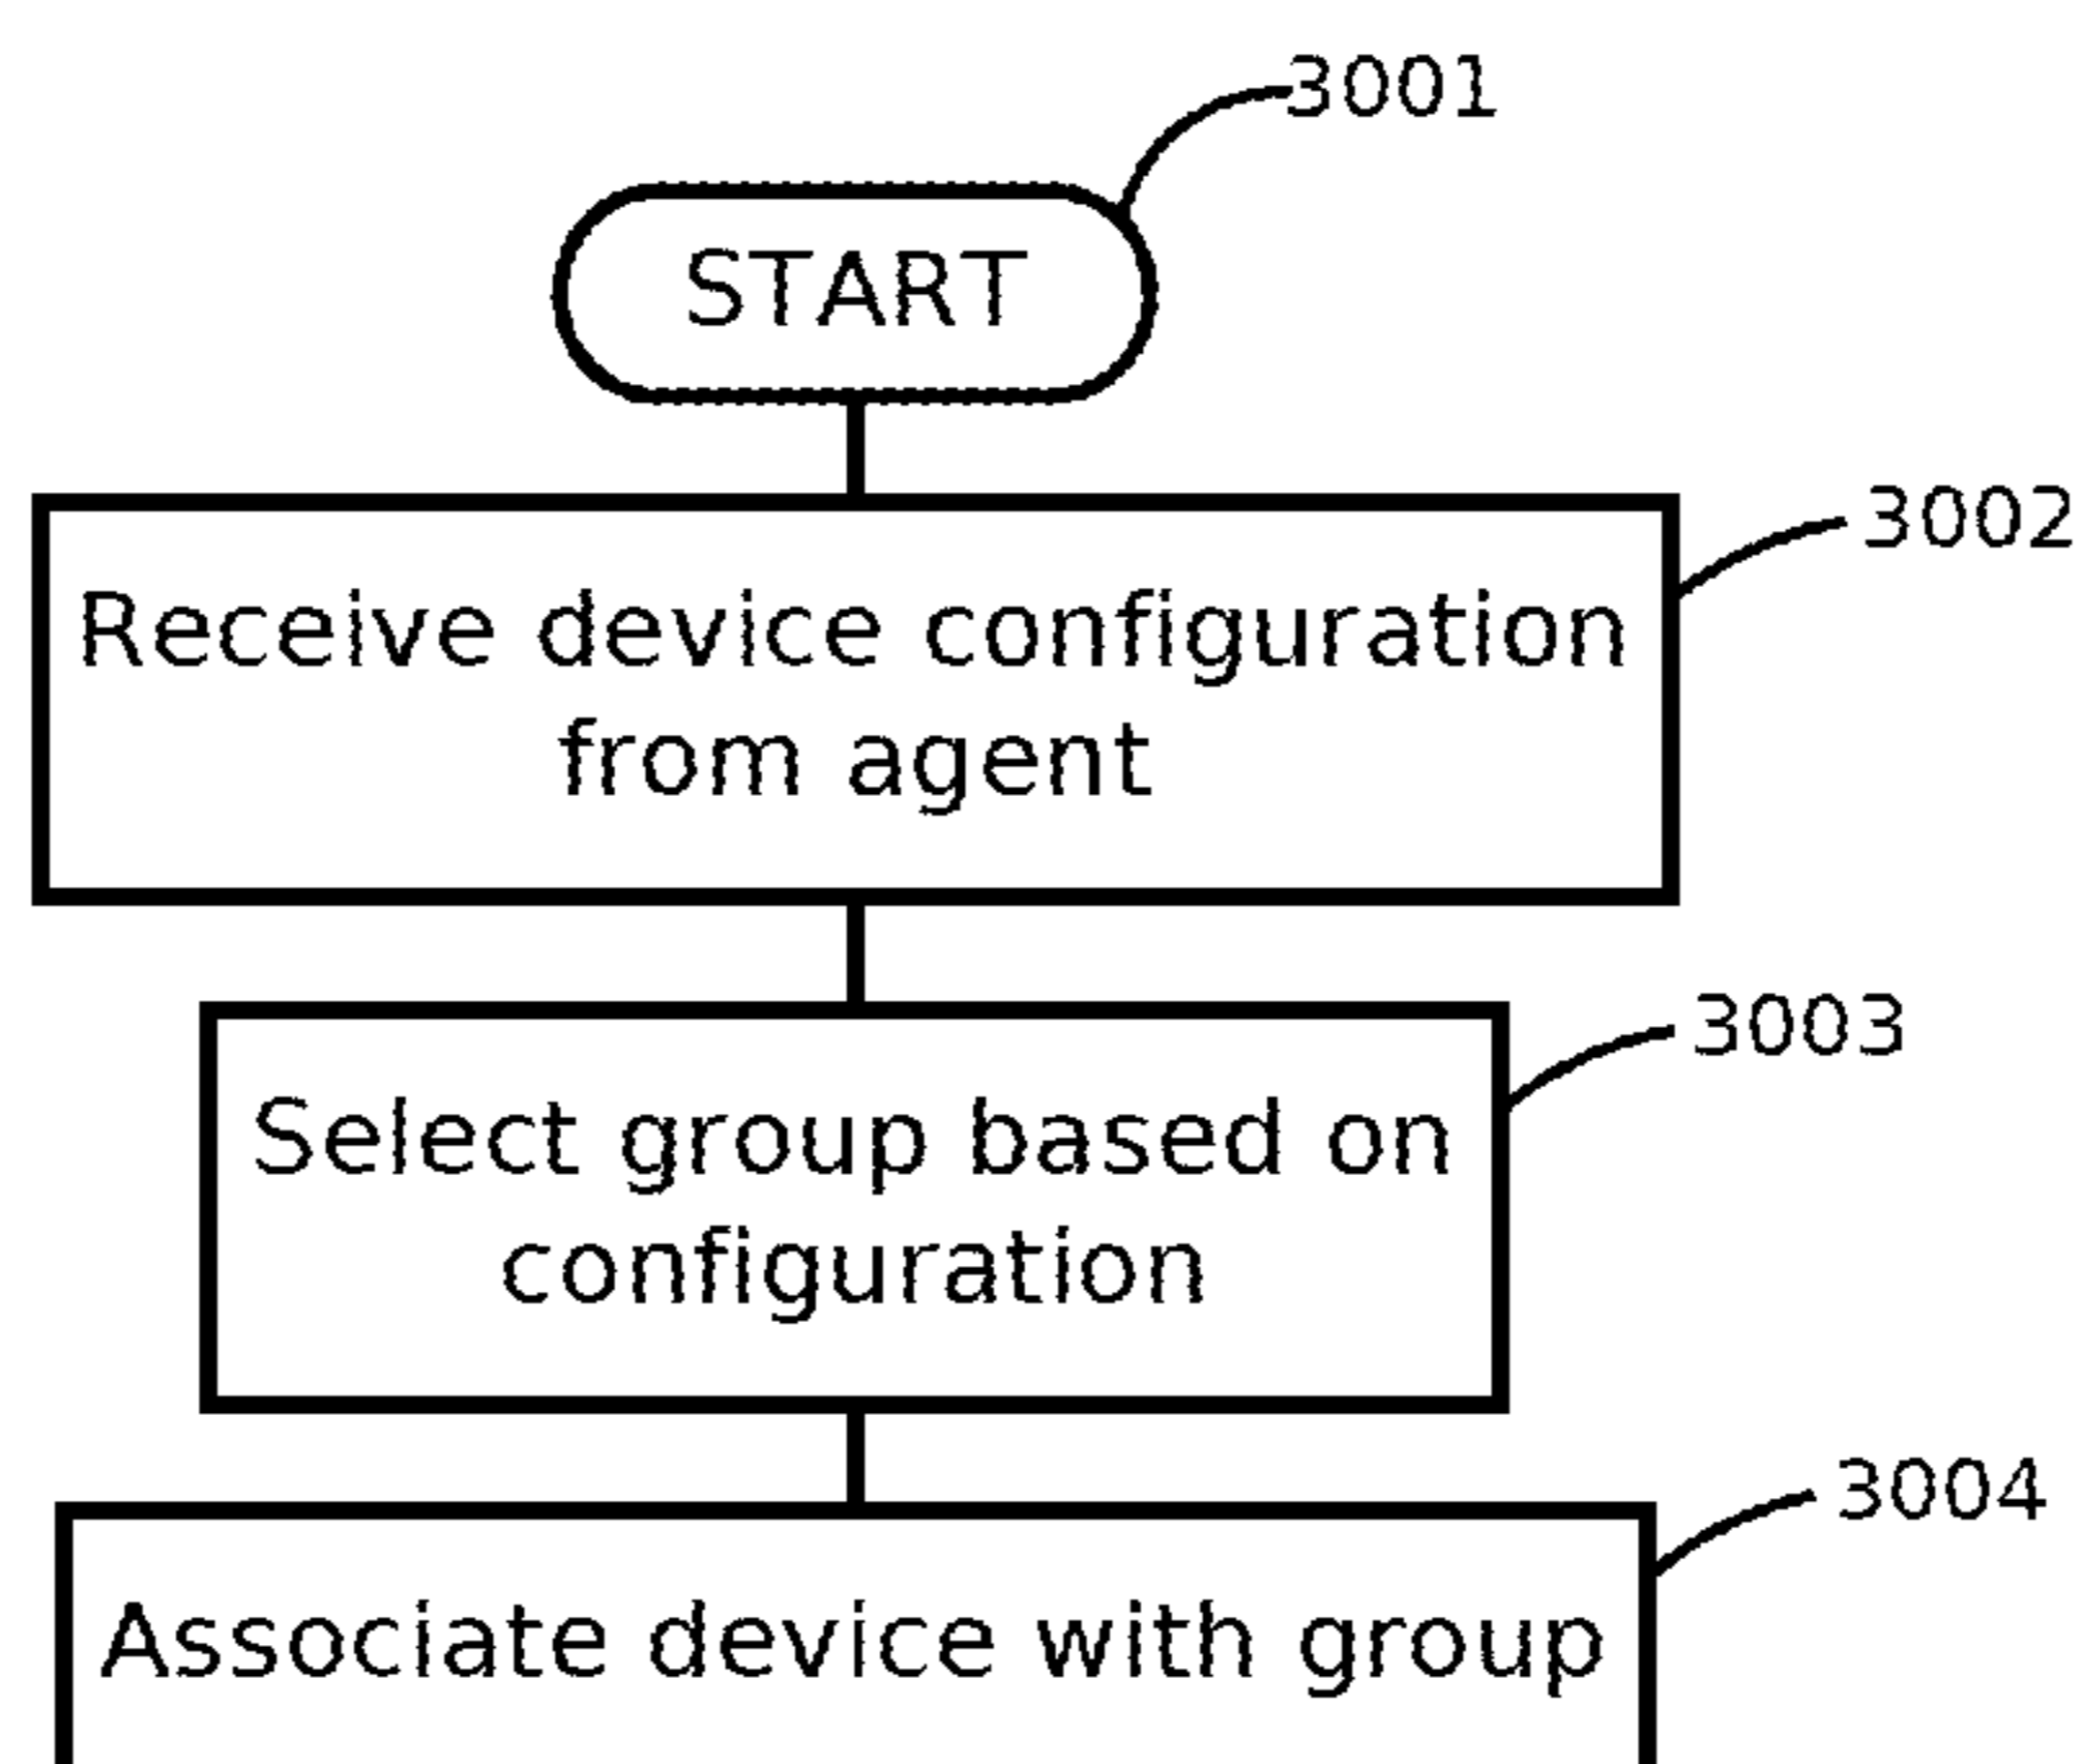 3001
START
3002
Receive device configuration
from agent
3003
Select group based on
configuration
3004
Associate device with group